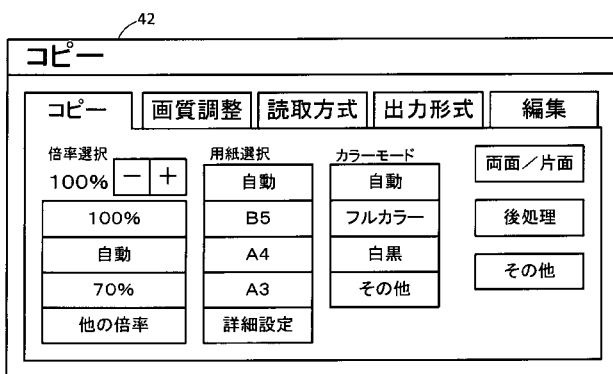 42
コピー
コピー 画質調整 読取方式 出力形式 編集
倍率選択
100% − +
100%
自動
70%
他の倍率
用紙選択
自動
B5
A4
A3
詳細設定
カラーモード
自動
フルカラー
白黒
その他
両面/片面
後処理
その他